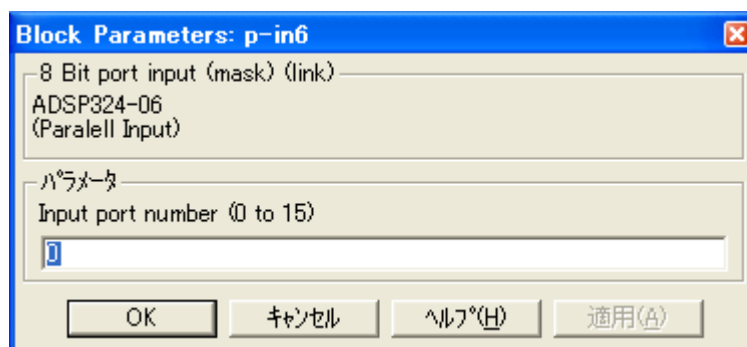 Block Parameters: p-in6
8 Bit port input (mask) (link)
ADSP324-06
(Paralell Input)
パラメータ
Input port number (0 to 15)
0
OK
キャンセル
ヘルプ(H)
適用(A)